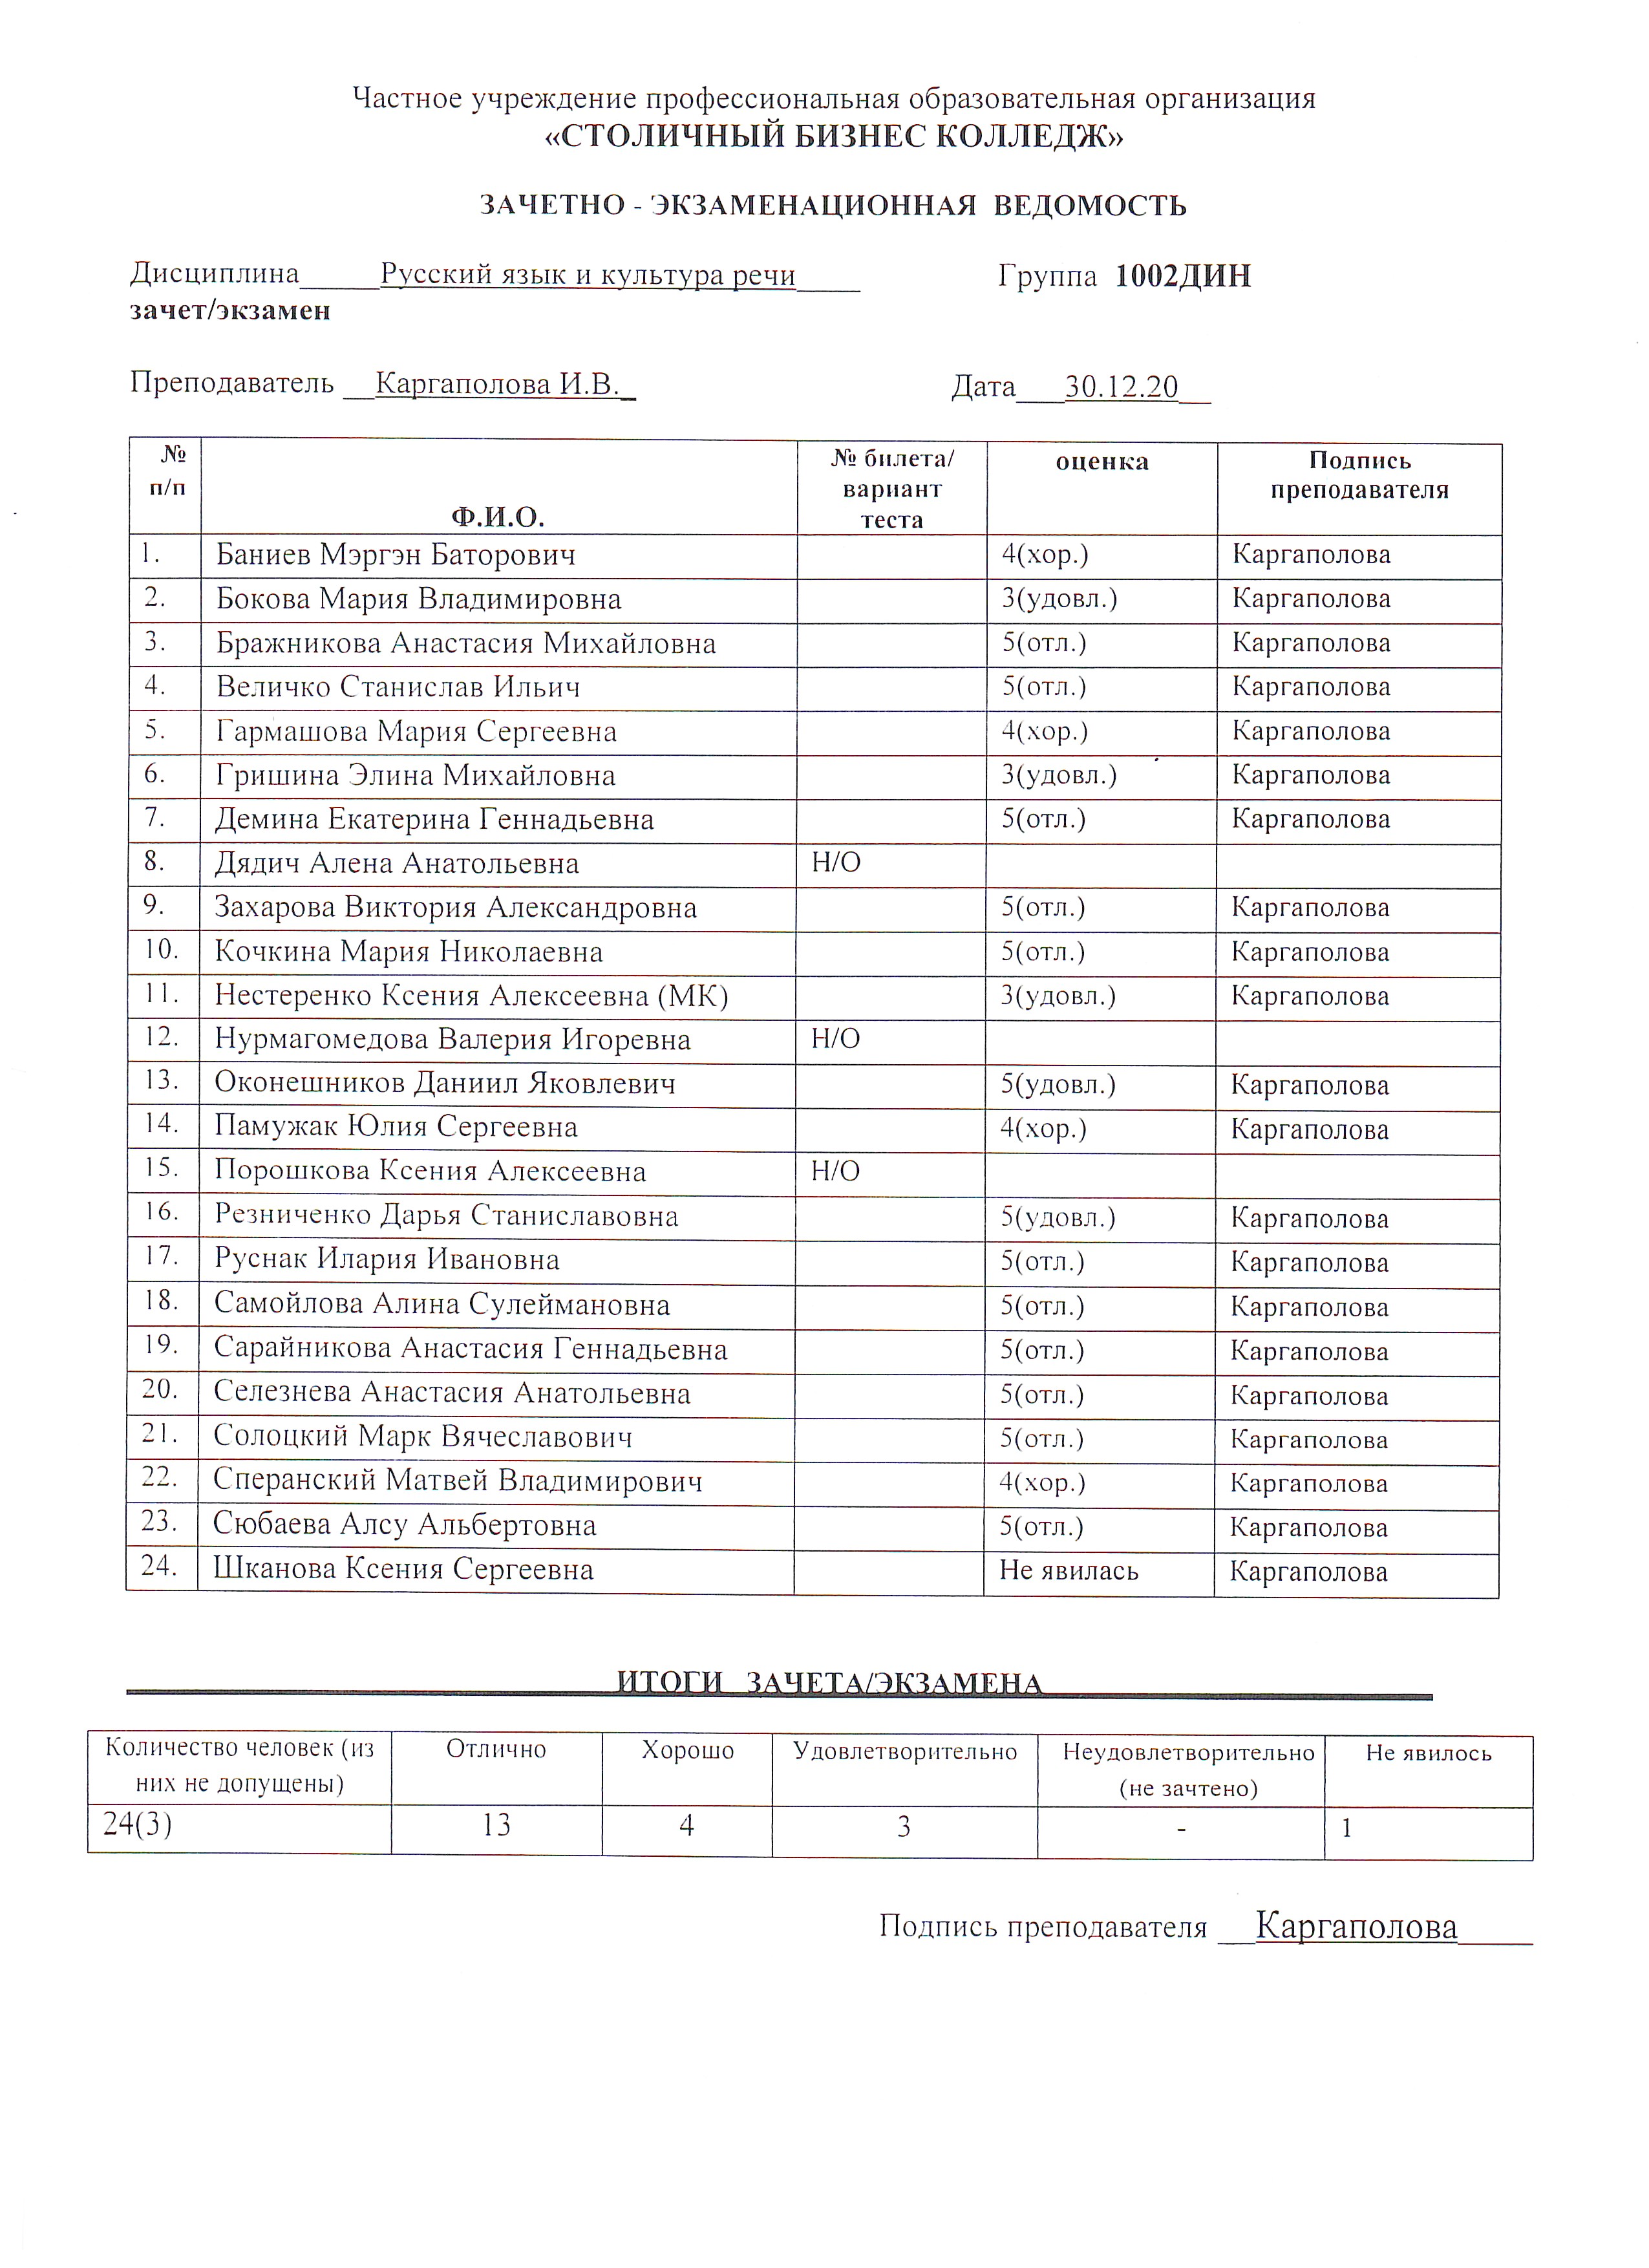 Частное учреждение профессиональная образовательная организация
«СТОЛИЧНЫЙ БИЗНЕС КОЛЛЕДЖ»
ЗАЧЕТНО - ЭКЗАМЕНАЦИОННАЯ ВЕДОМОСТЬ
Дисциплина_____Русский язык и культура речи____ Группа 1002ДИН
зачет/экзамен
Преподаватель __Каргаполова И.В._ Дата___30.12.20__
№ п/п Ф.И.О. № билета/ вариант теста оценка Подпись преподавателя
1. Баниев Мэргэн Баторович 4(хор.) Каргаполова
2. Бокова Мария Владимировна 3(удовл.) Каргаполова
3. Бражникова Анастасия Михайловна 5(отл.) Каргаполова
4. Величко Станислав Ильич 5(отл.) Каргаполова
5. Гармашова Мария Сергеевна 4(хор.) Каргаполова
6. Гришина Элина Михайловна 3(удовл.) Каргаполова
7. Демина Екатерина Геннадьевна 5(отл.) Каргаполова
8. Дядич Алена Анатольевна Н/О
9. Захарова Виктория Александровна 5(отл.) Каргаполова
10. Кочкина Мария Николаевна 5(отл.) Каргаполова
11. Нестеренко Ксения Алексеевна (МК) 3(удовл.) Каргаполова
12. Нурмагомедова Валерия Игоревна Н/О
13. Оконешников Даниил Яковлевич 5(удовл.) Каргаполова
14. Памужак Юлия Сергеевна 4(хор.) Каргаполова
15. Порошкова Ксения Алексеевна Н/О
16. Резниченко Дарья Станиславовна 5(удовл.) Каргаполова
17. Руснак Илария Ивановна 5(отл.) Каргаполова
18. Самойлова Алина Сулеймановна 5(отл.) Каргаполова
19. Сарайникова Анастасия Геннадьевна 5(отл.) Каргаполова
20. Селезнева Анастасия Анатольевна 5(отл.) Каргаполова
21. Солоцкий Марк Вячеславович 5(отл.) Каргаполова
22. Сперанский Матвей Владимирович 4(хор.) Каргаполова
23. Сюбаева Алсу Альбертовна 5(отл.) Каргаполова
24. Шканова Ксения Сергеевна Не явилась Каргаполова
ИТОГИ ЗАЧЕТА/ЭКЗАМЕНА
Количество человек (из них не допущены) Отлично Хорошо Удовлетворительно Неудовлетворительно (не зачтено) Не явилось
24(3) 13 4 3 - 1
Подпись преподавателя __Каргаполова____